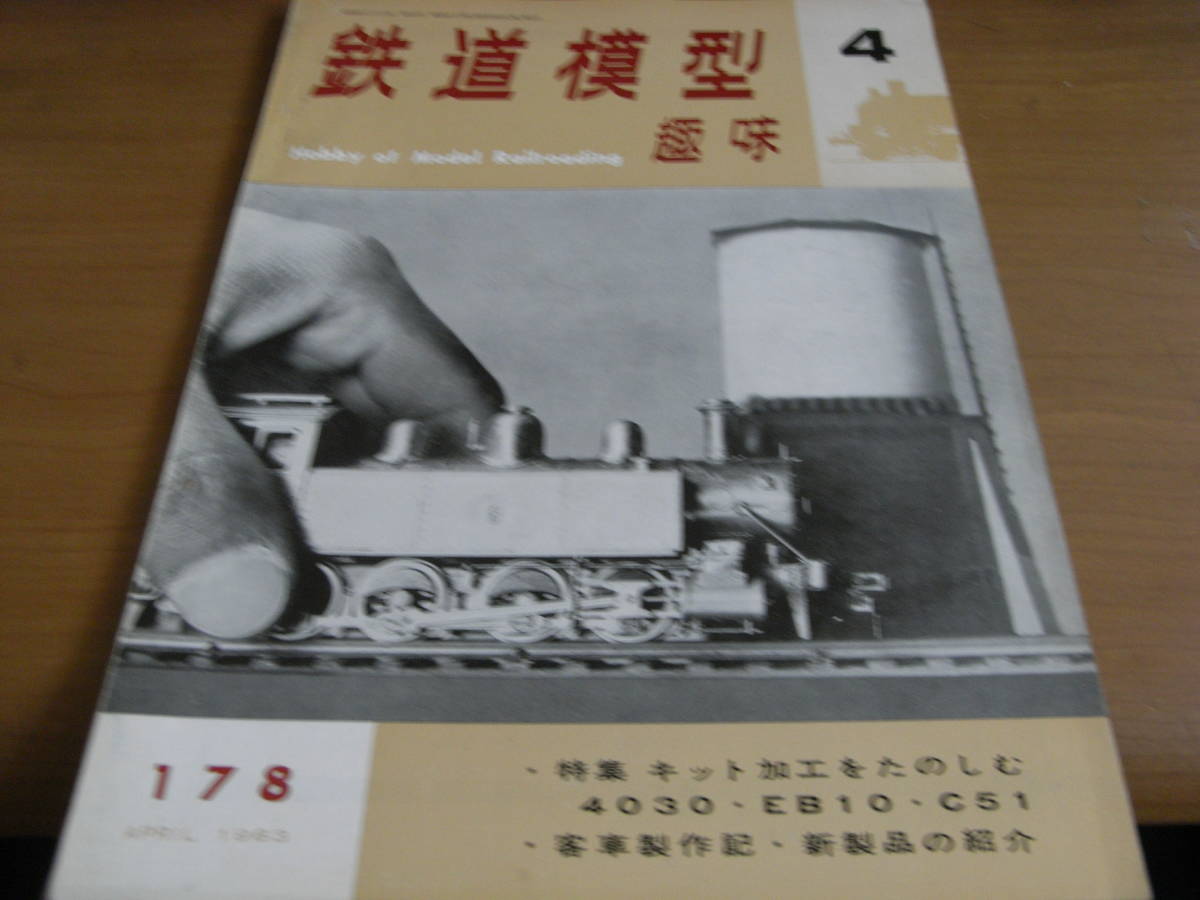 鉄道模型
趣味
Hobby of Model Railroading
4
178
APRIL 1963
・特集 キット加工をたのしむ
4030・EB10・C51
・客車製作記・新製品の紹介